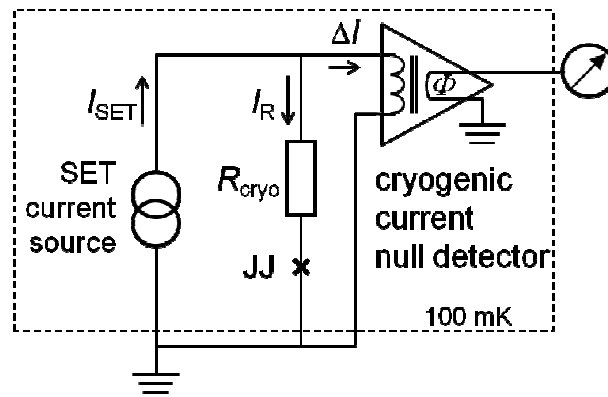 ΔI
I_SET
I_R
Φ
SET
current
source
R_cryo
JJ
cryogenic
current
null detector
100 mK